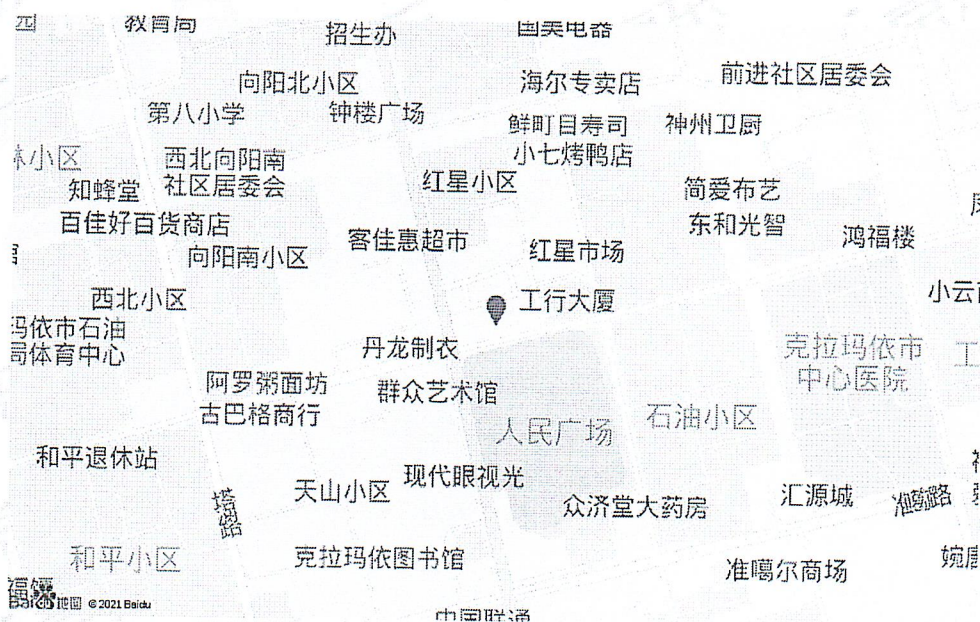 教育局
招生办
国美电器
向阳北小区
海尔专卖店
前进社区居委会
第八小学
钟楼广场
鲜町目寿司
神州卫厨
小七烤鸭店
小区
西北向阳南
社区居委会
知蜂堂
红星小区
简爱布艺
百佳好百货商店
东和光智
客佳惠超市
红星市场
鸿福楼
向阳南小区
西北小区
工行大厦
小云
玛依市石油
局体育中心
丹龙制衣
克拉玛依市
中心医院
工
阿罗粥面坊
群众艺术馆
古巴格商行
人民广场
石油小区
和平退休站
现代眼视光
天山小区
塔
路
众济堂大药房
汇源城
路
和平小区
克拉玛依图书馆
准噶尔商场
婉
Bai du 地图 © 2021 Baidu
中国联通